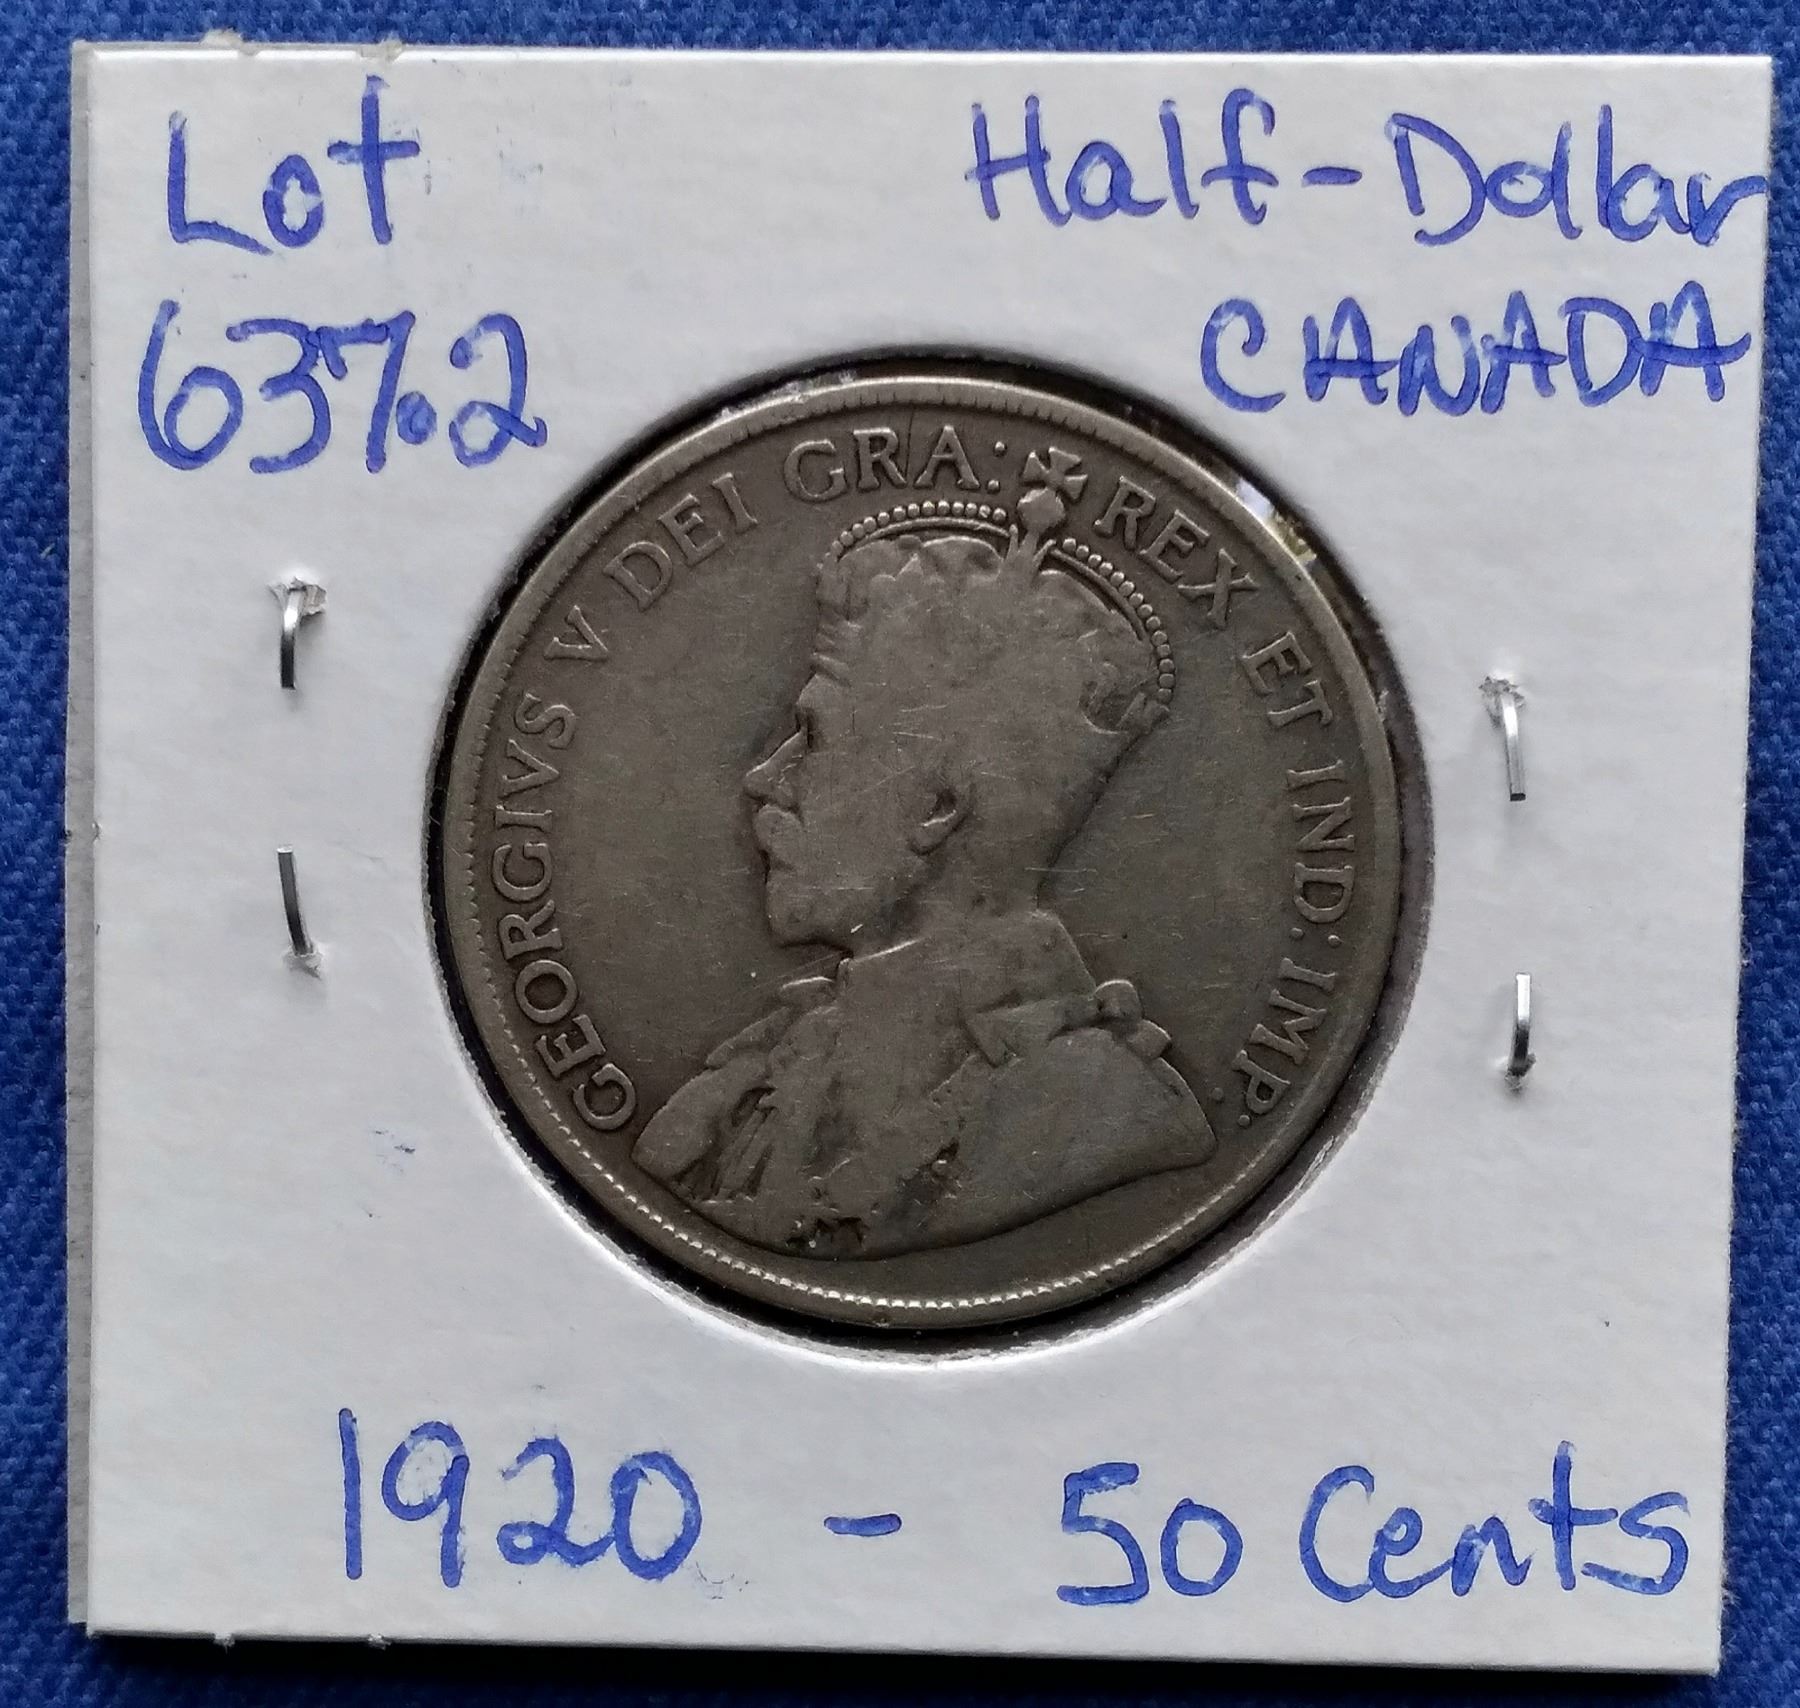 Lot
637.2
Half-Dollar
CANADA
GEORGIVS V DEI GRA: REX ET IND: IMP:
1920 - 50 Cents